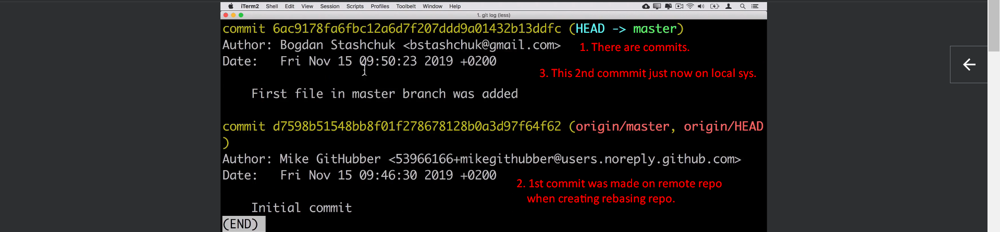 iTerm2 Shell Edit View Session Scripts Profiles Toolbelt Window Help
1. git log (less)
commit 6ac9178fa6fbc12a6d7f207ddd9a01432b13ddfc (HEAD -> master)
Author: Bogdan Stashchuk <bstashchuk@gmail.com>
1. There are commits.
Date:   Fri Nov 15 09:50:23 2019 +0200
3. This 2nd commmit just now on local sys.
First file in master branch was added
commit d7598b51548bb8f01f278678128b0a3d97f64f62 (origin/master, origin/HEAD
)
Author: Mike GitHubber <53966166+mikegithubber@users.noreply.github.com>
Date:   Fri Nov 15 09:46:30 2019 +0200
2. 1st commit was made on remote repo
when creating rebasing repo.
Initial commit
(END)